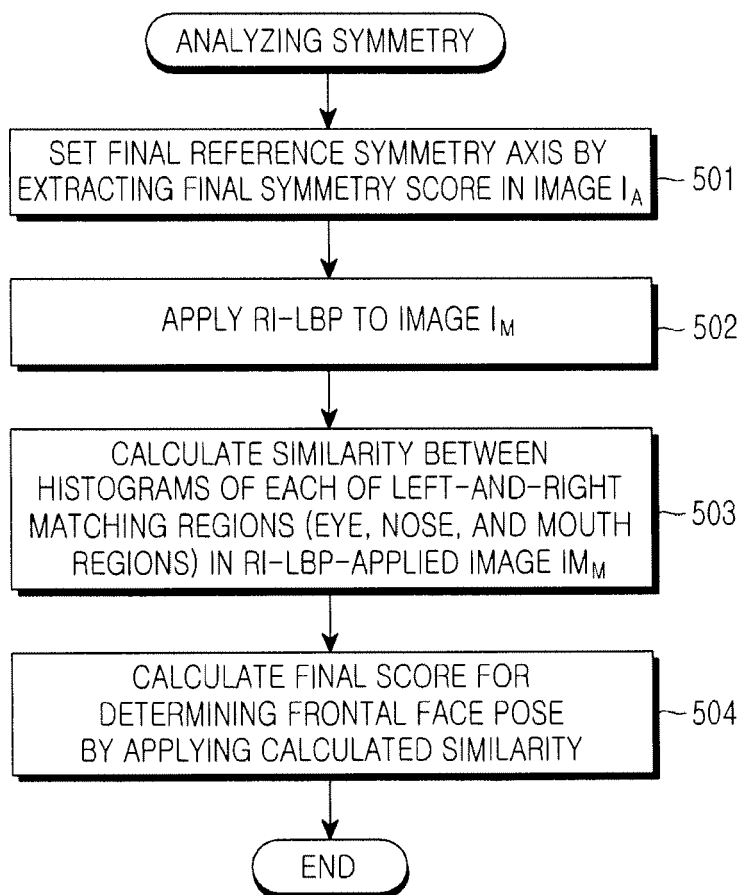 ANALYZING SYMMETRY
SET FINAL REFERENCE SYMMETRY AXIS BY
EXTRACTING FINAL SYMMETRY SCORE IN IMAGE I_A
501
APPLY RI-LBP TO IMAGE I_M
502
CALCULATE SIMILARITY BETWEEN
HISTOGRAMS OF EACH OF LEFT-AND-RIGHT
MATCHING REGIONS (EYE, NOSE, AND MOUTH
REGIONS) IN RI-LBP-APPLIED IMAGE IM_M
503
CALCULATE FINAL SCORE FOR
DETERMINING FRONTAL FACE POSE
BY APPLYING CALCULATED SIMILARITY
504
END